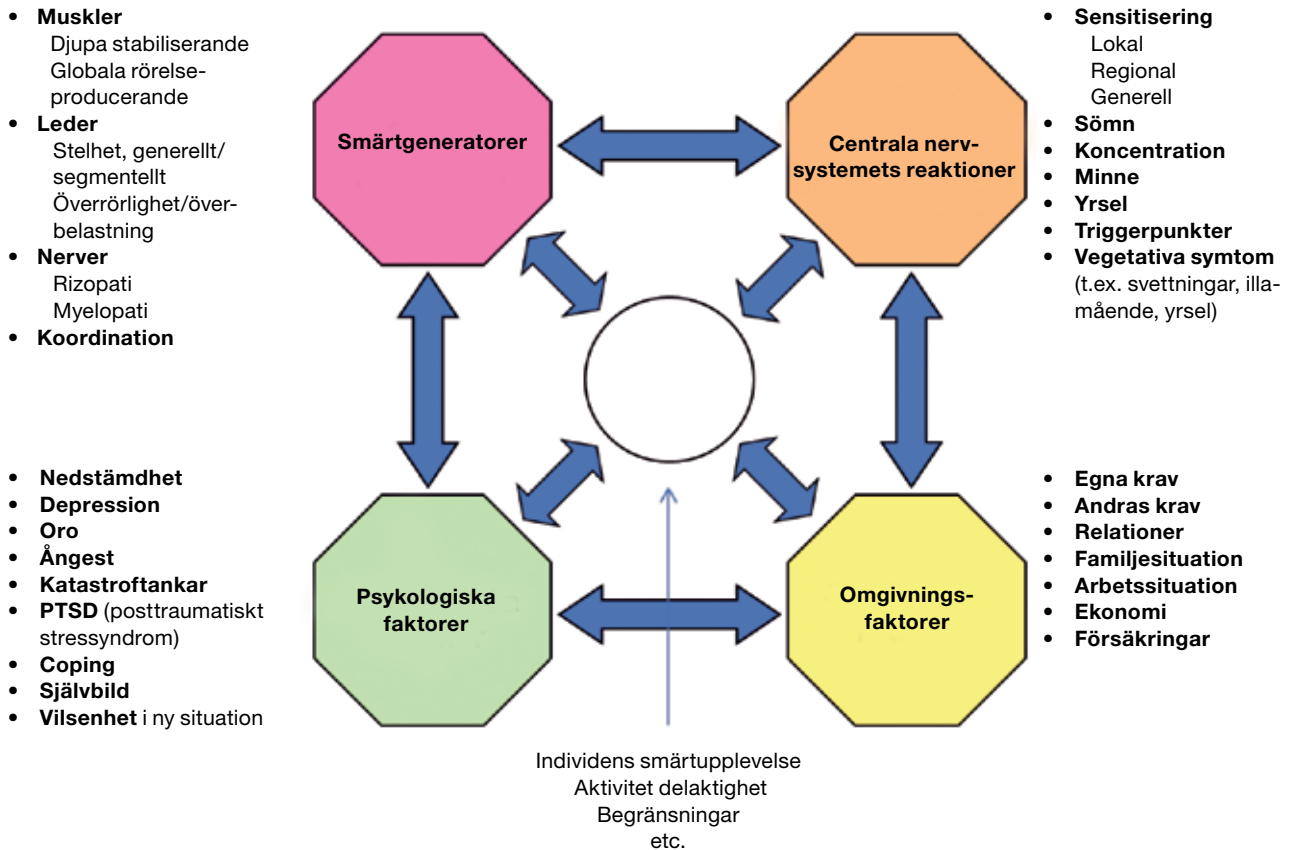 • Muskler
Djupa stabiliserande
Globala rörelse-
producerande
• Leder
Stelhet, generellt/
segmentellt
Överrörlighet/över-
belastning
• Nerver
Rizopati
Myelopati
• Koordination
Smärtgeneratorer
Centrala nerv-
systemets reaktioner
• Sensitisering
Lokal
Regional
Generell
• Sömn
• Koncentration
• Minne
• Yrsel
• Triggerpunkter
• Vegetativa symtom
(t.ex. svettningar, illa-
mående, yrsel)
• Nedstämdhet
• Depression
• Oro
• Ångest
• Katastroftankar
• PTSD (posttraumatiskt
stressyndrom)
• Coping
• Självbild
• Vilsenhet i ny situation
Psykologiska
faktorer
Omgivnings-
faktorer
• Egna krav
• Andras krav
• Relationer
• Familjesituation
• Arbetssituation
• Ekonomi
• Försäkringar
Individens smärtupplevelse
Aktivitet delaktighet
Begränsningar
etc.